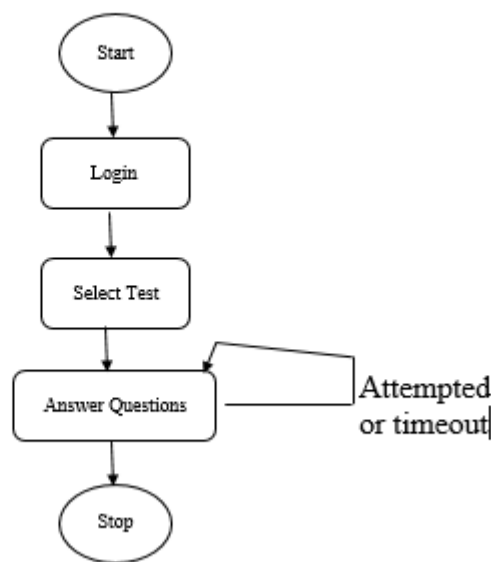 Start
Login
Select Test
Answer Questions
Attempted
or timeout
Stop